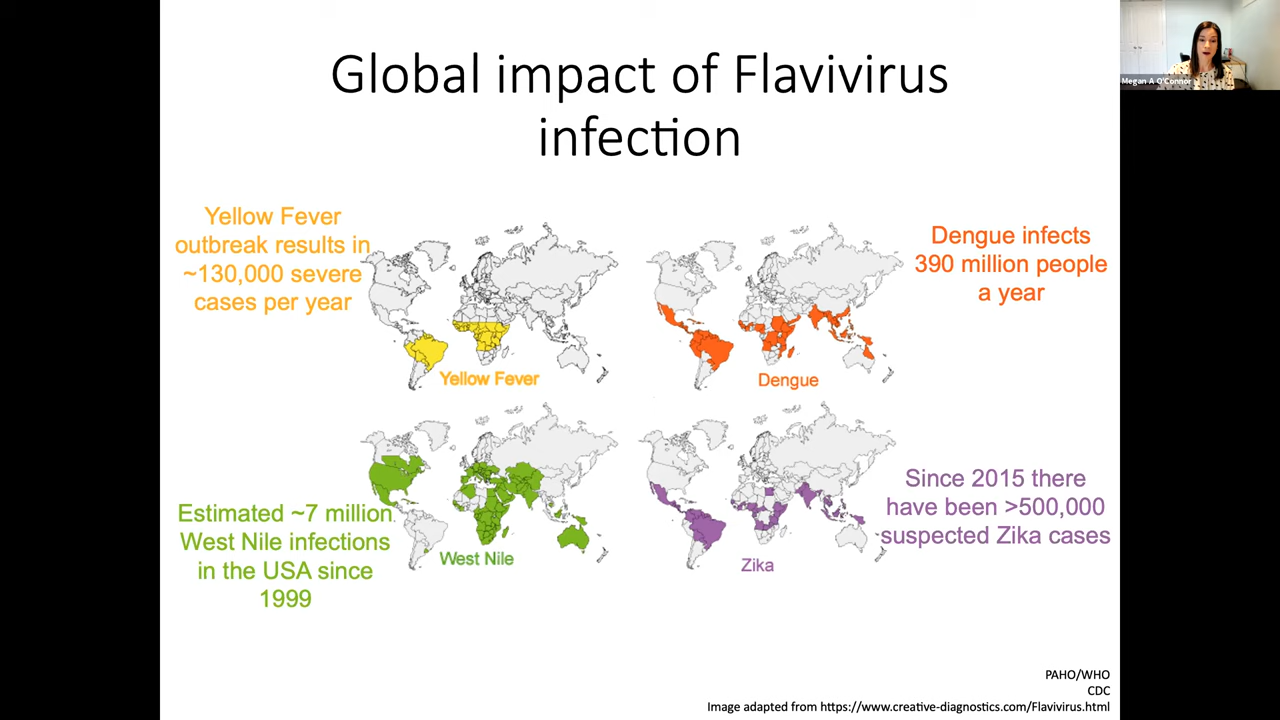 Global impact of Flavivirus
infection
Megan A O'Connor
Yellow Fever
outbreak results in
~130,000 severe
cases per year
Yellow Fever
Dengue infects
390 million people
a year
Dengue
Estimated ~7 million
West Nile infections
in the USA since
1999
West Nile
Since 2015 there
have been >500,000
suspected Zika cases
Zika
PAHO/WHO
CDC
Image adapted from https://www.creative-diagnostics.com/Flavivirus.html